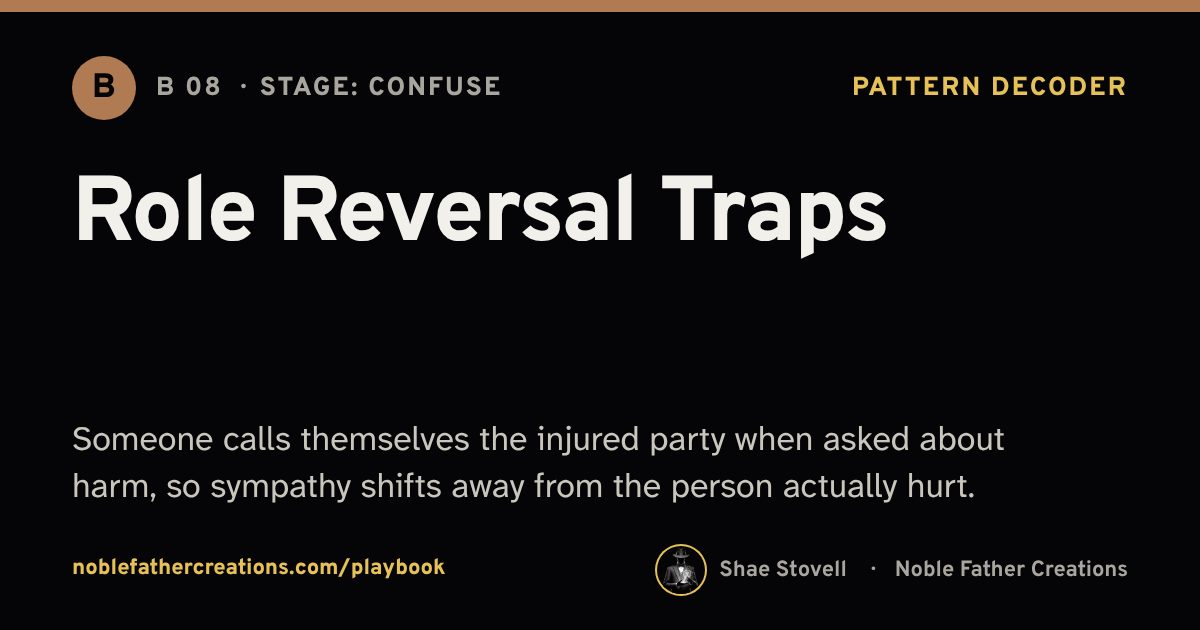 B
B 08 · STAGE: CONFUSE
PATTERN DECODER
Role Reversal Traps
Someone calls themselves the injured party when asked about
harm, so sympathy shifts away from the person actually hurt.
noblefathercreations.com/playbook
Shae Stovell · Noble Father Creations